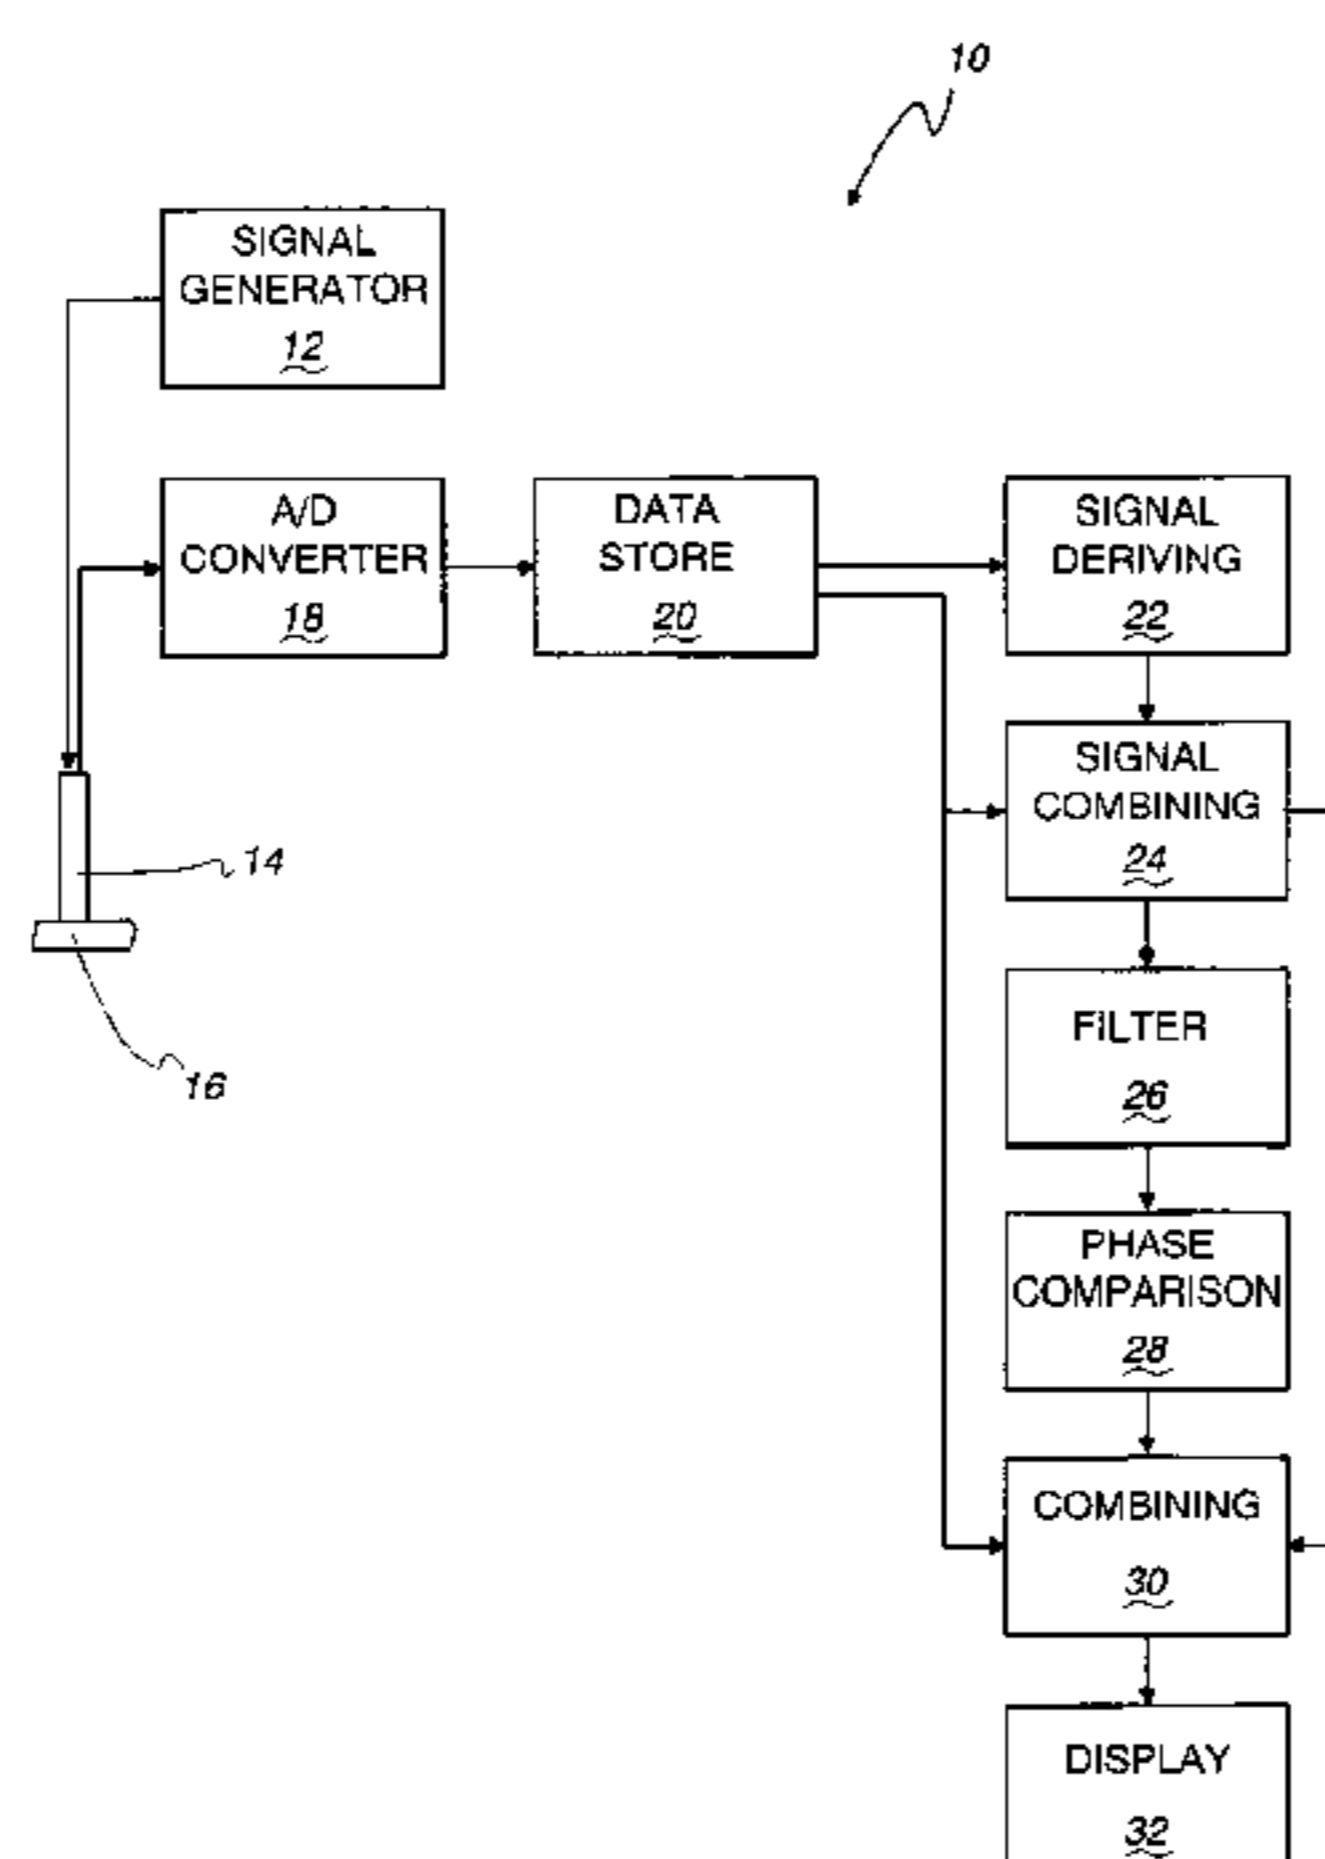 10
SIGNAL
GENERATOR
12
A/D
CONVERTER
18
DATA
STORE
20
SIGNAL
DERIVING
22
SIGNAL
COMBINING
24
14
16
FILTER
26
PHASE
COMPARISON
28
COMBINING
30
DISPLAY
32